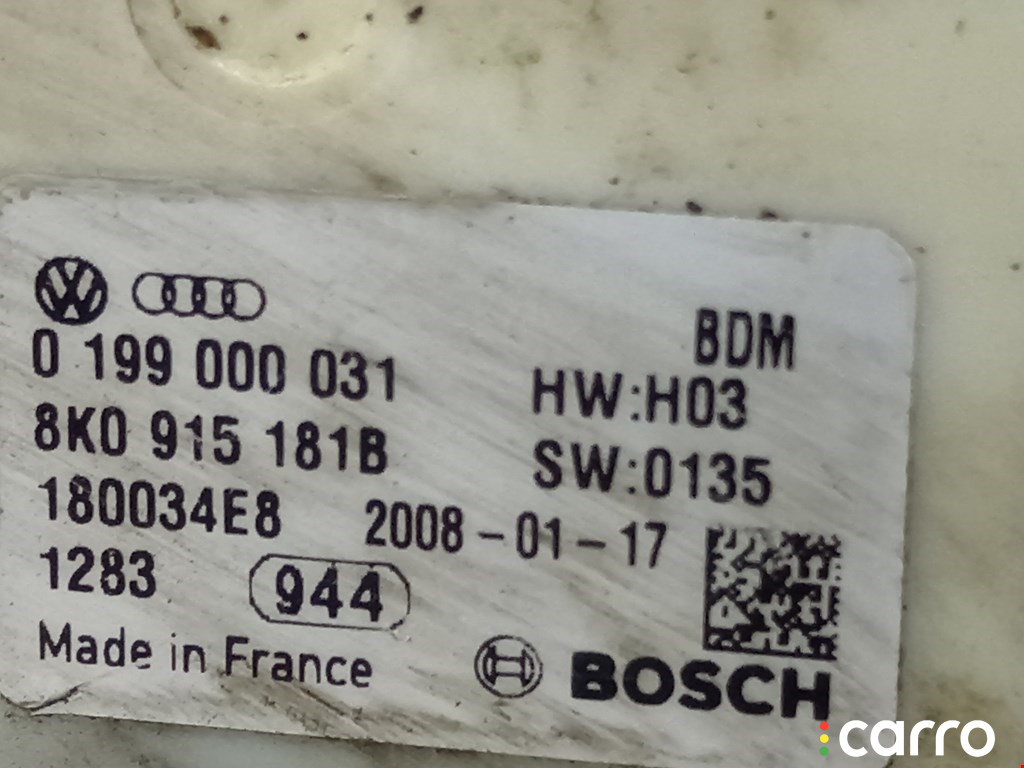 0 199 000 031
8K0 915 181B
180034E8 2008-01-17
1283 944
Made in France
BDM
HW:H03
SW:0135
BOSCH
carro